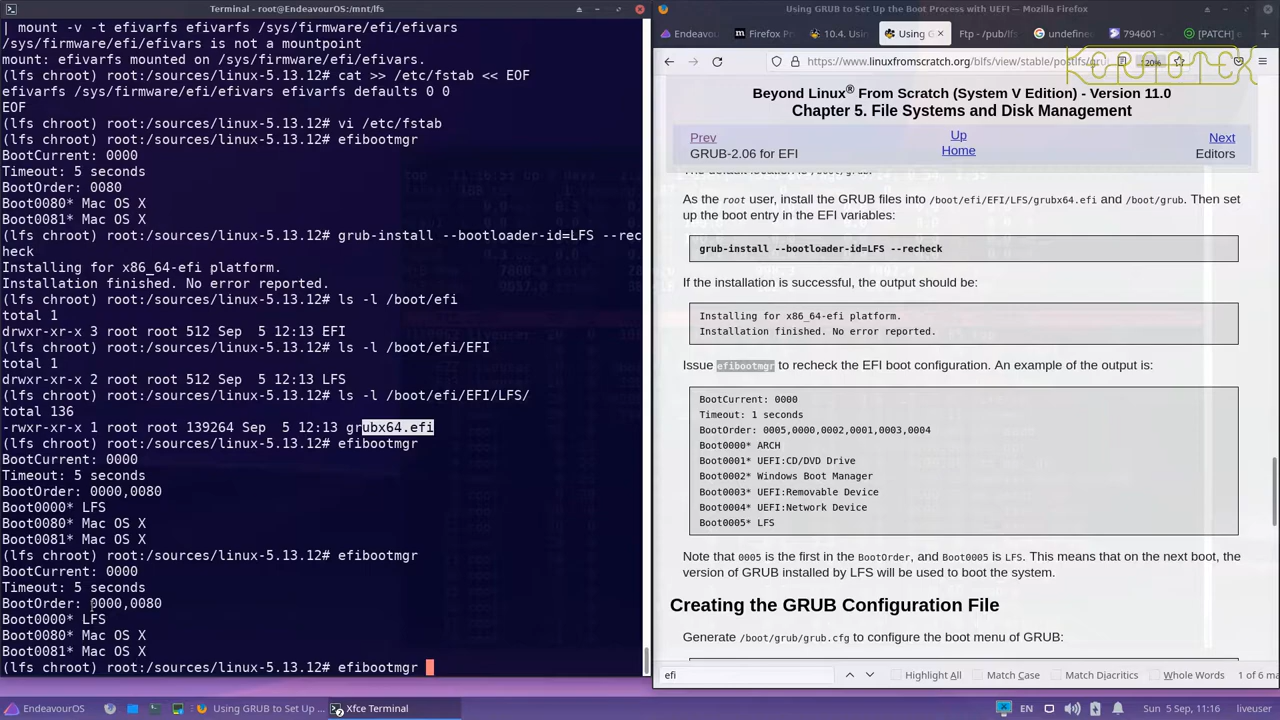 Terminal - root@EndeavourOS:/mnt/lfs
| mount -v -t efivarfs efivarfs /sys/firmware/efi/efivars
/sys/firmware/efi/efivars is not a mountpoint
mount: efivarfs mounted on /sys/firmware/efi/efivars.
(lfs chroot) root:/sources/linux-5.13.12# cat >> /etc/fstab << EOF
efivarfs /sys/firmware/efi/efivars efivarfs defaults 0 0
EOF
(lfs chroot) root:/sources/linux-5.13.12# vi /etc/fstab
(lfs chroot) root:/sources/linux-5.13.12# efibootmgr
BootCurrent: 0000
Timeout: 5 seconds
BootOrder: 0080
Boot0080* Mac OS X
Boot0081* Mac OS X
(lfs chroot) root:/sources/linux-5.13.12# grub-install --bootloader-id=LFS --rec
heck
Installing for x86_64-efi platform.
Installation finished. No error reported.
(lfs chroot) root:/sources/linux-5.13.12# ls -l /boot/efi
total 1
drwxr-xr-x 3 root root 512 Sep  5 12:13 EFI
(lfs chroot) root:/sources/linux-5.13.12# ls -l /boot/efi/EFI
total 1
drwxr-xr-x 2 root root 512 Sep  5 12:13 LFS
(lfs chroot) root:/sources/linux-5.13.12# ls -l /boot/efi/EFI/LFS/
total 136
-rwxr-xr-x 1 root root 139264 Sep  5 12:13 grubx64.efi
(lfs chroot) root:/sources/linux-5.13.12# efibootmgr
BootCurrent: 0000
Timeout: 5 seconds
BootOrder: 0000,0080
Boot0000* LFS
Boot0080* Mac OS X
Boot0081* Mac OS X
(lfs chroot) root:/sources/linux-5.13.12# efibootmgr
BootCurrent: 0000
Timeout: 5 seconds
BootOrder: 0000,0080
Boot0000* LFS
Boot0080* Mac OS X
Boot0081* Mac OS X
(lfs chroot) root:/sources/linux-5.13.12# efibootmgr
Using GRUB to Set Up the Boot Process with UEFI — Mozilla Firefox
Endeavou
Firefox Pr
10.4. Usin
Using G
Ftp - /pub/lfs
undefined
794601 -
[PATCH] e
https://www.linuxfromscratch.org/blfs/view/stable/postlfs/gru
120%
Beyond Linux® From Scratch (System V Edition) - Version 11.0
Chapter 5. File Systems and Disk Management
Prev
Up
Next
GRUB-2.06 for EFI
Home
Editors
As the root user, install the GRUB files into /boot/efi/EFI/LFS/grubx64.efi and /boot/grub. Then set
up the boot entry in the EFI variables:
grub-install --bootloader-id=LFS --recheck
If the installation is successful, the output should be:
Installing for x86_64-efi platform.
Installation finished. No error reported.
Issue efibootmgr to recheck the EFI boot configuration. An example of the output is:
BootCurrent: 0000
Timeout: 1 seconds
BootOrder: 0005,0000,0002,0001,0003,0004
Boot0000* ARCH
Boot0001* UEFI:CD/DVD Drive
Boot0002* Windows Boot Manager
Boot0003* UEFI:Removable Device
Boot0004* UEFI:Network Device
Boot0005* LFS
Note that 0005 is the first in the BootOrder, and Boot0005 is LFS. This means that on the next boot, the
version of GRUB installed by LFS will be used to boot the system.
Creating the GRUB Configuration File
Generate /boot/grub/grub.cfg to configure the boot menu of GRUB:
efi
Highlight All
Match Case
Match Diacritics
Whole Words
1 of 6 ma
EndeavourOS
Using GRUB to Set Up ...
Xfce Terminal
EN
Sun 5 Sep, 11:16
liveuser